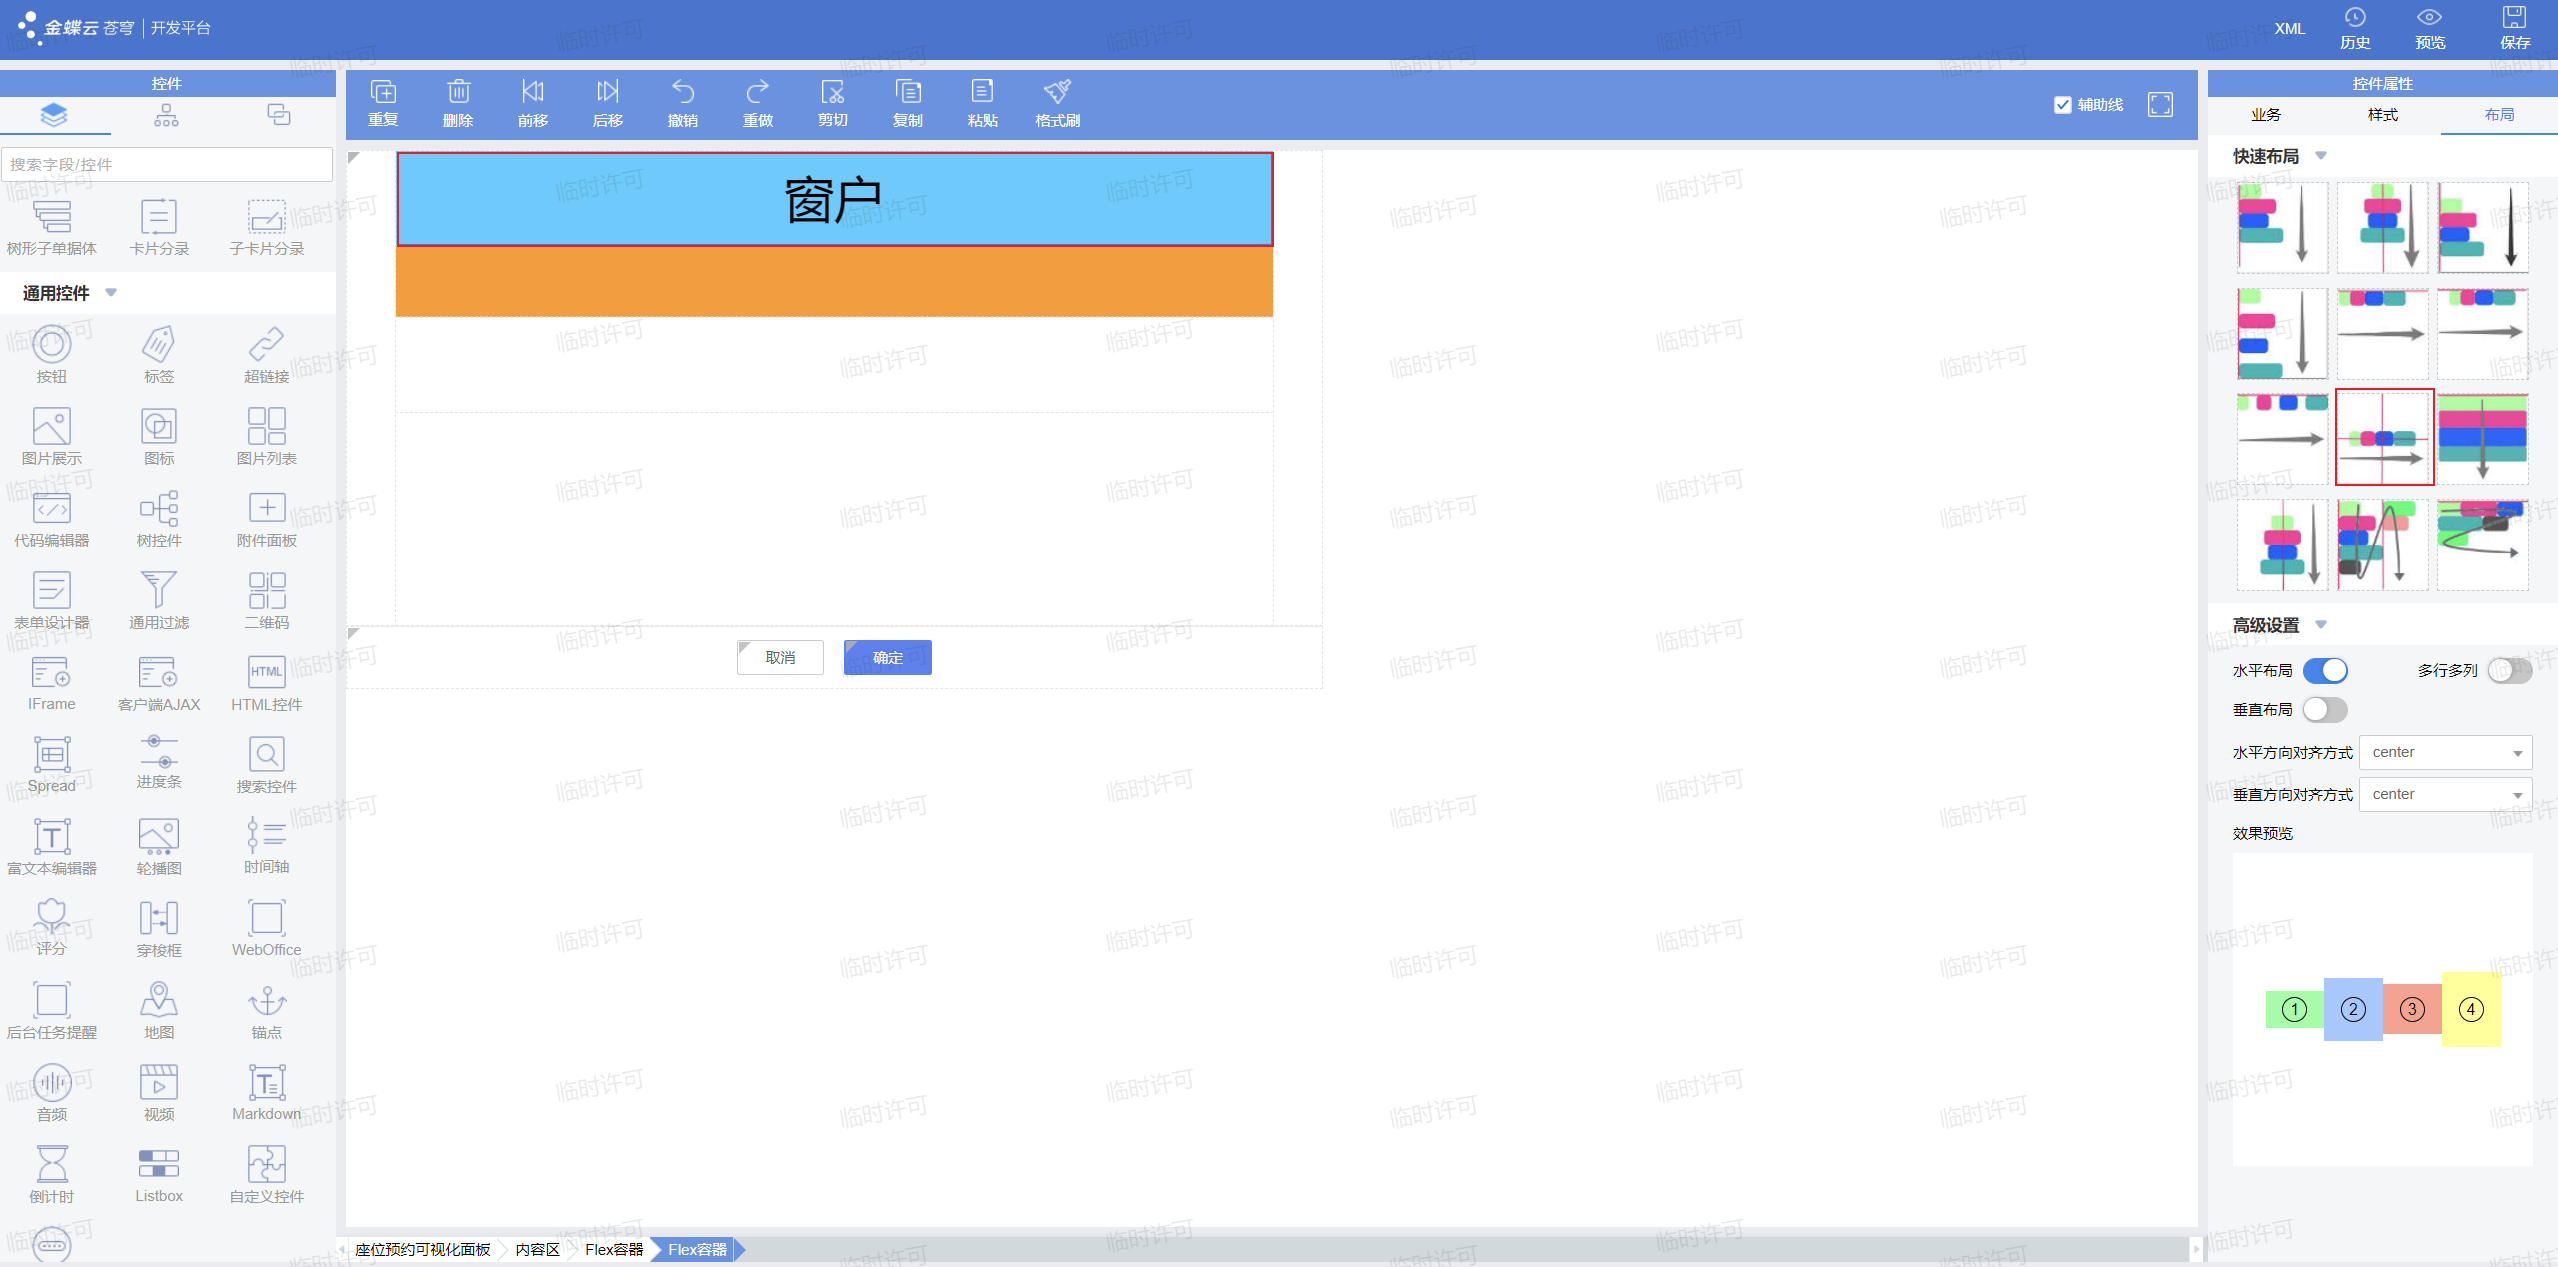 金蝶云 苍穹 | 开发平台
XML
历史
预览
保存
控件
搜索字段/控件
树形子单据体
卡片分录
子卡片分录
通用控件
按钮
标签
超链接
图片展示
图标
图片列表
代码编辑器
树控件
附件面板
表单设计器
通用过滤
二维码
IFrame
客户端AJAX
HTML
HTML控件
Spread
进度条
搜索控件
富文本编辑器
轮播图
时间轴
评分
穿梭框
WebOffice
后台任务提醒
地图
锚点
音频
视频
Markdown
倒计时
Listbox
自定义控件
重复
删除
前移
后移
撤销
重做
剪切
复制
粘贴
格式刷
辅助线
窗户
取消
确定
座位预约可视化面板
内容区
Flex容器
Flex容器
控件属性
业务
样式
布局
快速布局
高级设置
水平布局
多行多列
垂直布局
水平方向对齐方式 center
垂直方向对齐方式 center
效果预览
① ② ③ ④
临时许可